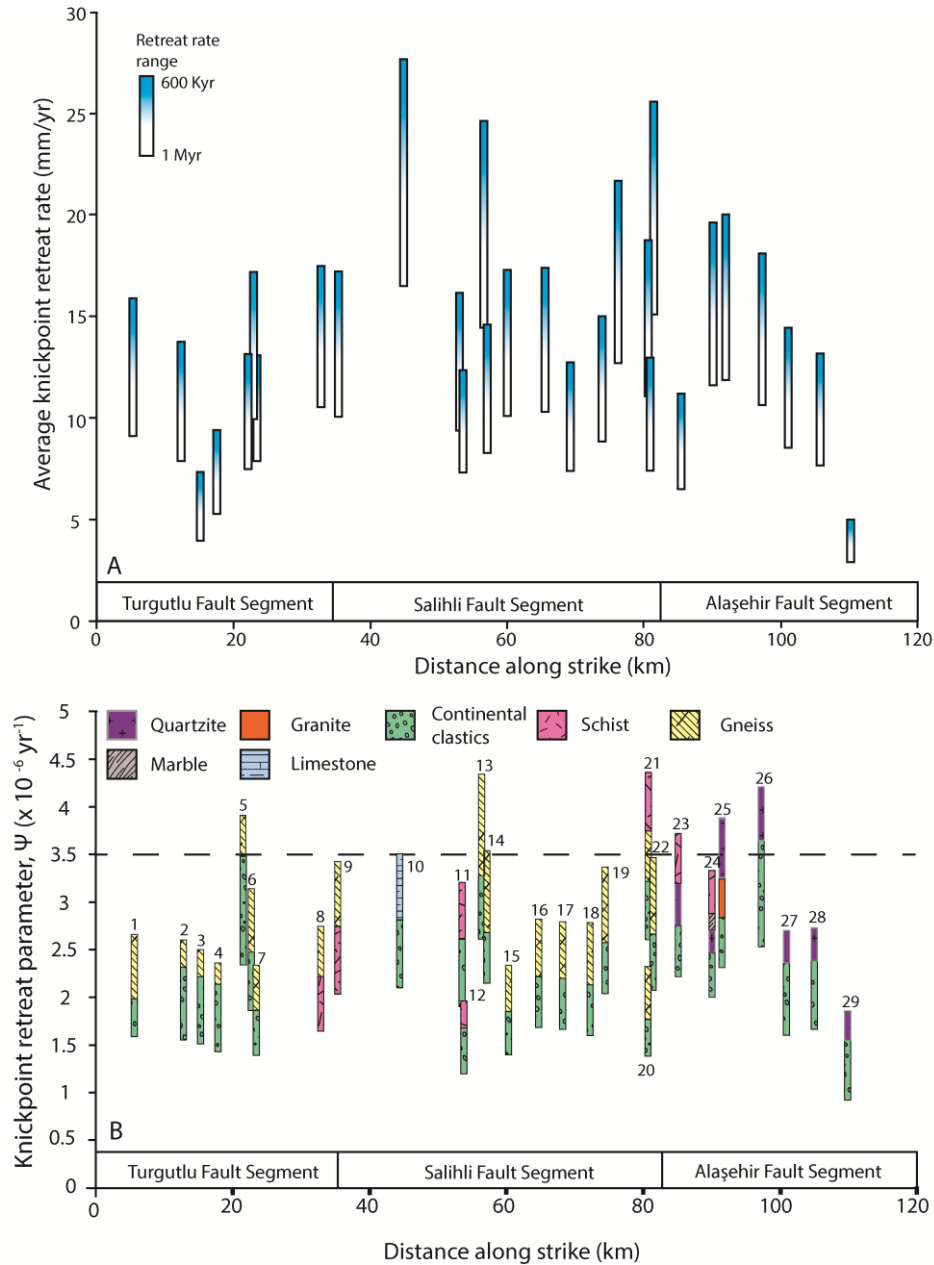 30
25
20
15
10
5
0
Average knickpoint retreat rate (mm/yr)
Retreat rate
range
600 Kyr
1 Myr
A
Turgutlu Fault Segment
Salihli Fault Segment
Alaşehir Fault Segment
0 20 40 60 80 100 120
Distance along strike (km)
5
4.5
4
3.5
3
2.5
2
1.5
1
0.5
0
Knickpoint retreat parameter, Ψ (x 10 -6 yr-1)
Quartzite
Granite
Continental
clastics
Schist
Gneiss
Marble
Limestone
1
2
3
4
5
6
7
8
9
10
11
12
13
14
15
16
17
18
19
20
21
22
23
24
25
26
27
28
29
B
Turgutlu Fault Segment
Salihli Fault Segment
Alaşehir Fault Segment
0 20 40 60 80 100 120
Distance along strike (km)